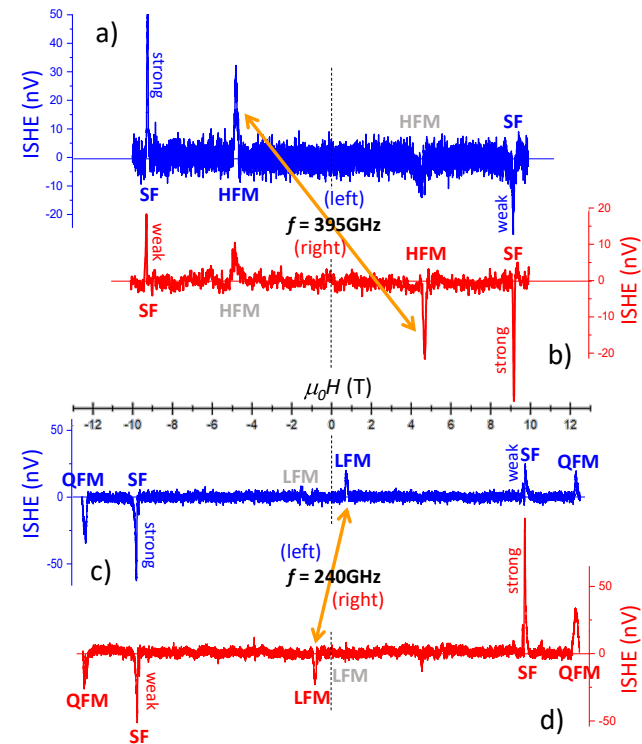 a)
ISHE (nV)
50
40
30
20
10
0
-10
-20
strong
SF
HFM
HFM
SF
weak
(left)
f = 395GHz
(right)
ISHE (nV)
20
10
0
-10
-20
weak
SF
HFM
HFM
SF
strong
b)
μ0H (T)
-12 -10 -8 -6 -4 -2 0 2 4 6 8 10 12
ISHE (nV)
50
0
-50
QFM
SF
strong
LFM
LFM
weak
SF
QFM
c)
(left)
f = 240GHz
(right)
ISHE (nV)
50
0
-50
QFM
SF
weak
LFM
LFM
strong
SF
QFM
d)